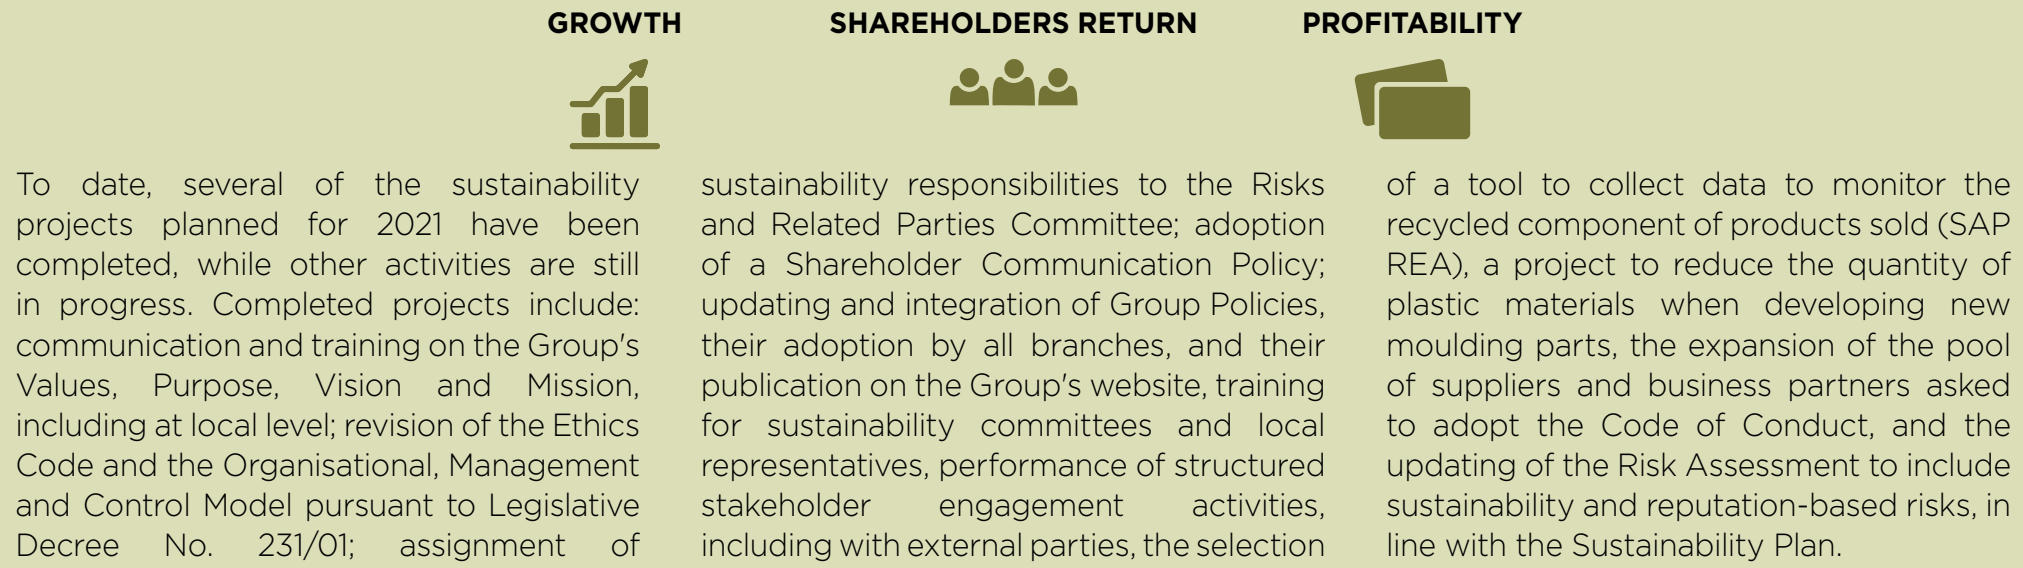 GROWTH
SHAREHOLDERS RETURN
PROFITABILITY
To date, several of the sustainability
projects planned for 2021 have been
completed, while other activities are still
in progress. Completed projects include:
communication and training on the Group's
Values, Purpose, Vision and Mission,
including at local level; revision of the Ethics
Code and the Organisational, Management
and Control Model pursuant to Legislative
Decree No. 231/01; assignment of
sustainability responsibilities to the Risks
and Related Parties Committee; adoption
of a Shareholder Communication Policy;
updating and integration of Group Policies,
their adoption by all branches, and their
publication on the Group's website, training
for sustainability committees and local
representatives, performance of structured
stakeholder engagement activities,
including with external parties, the selection
of a tool to collect data to monitor the
recycled component of products sold (SAP
REA), a project to reduce the quantity of
plastic materials when developing new
moulding parts, the expansion of the pool
of suppliers and business partners asked
to adopt the Code of Conduct, and the
updating of the Risk Assessment to include
sustainability and reputation-based risks, in
line with the Sustainability Plan.